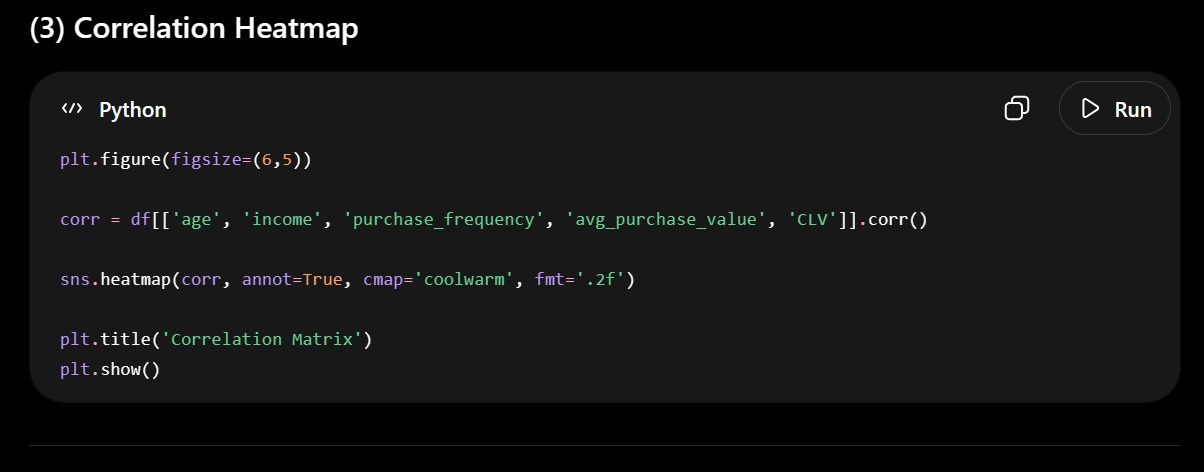 (3) Correlation Heatmap
Python
Run
plt.figure(figsize=(6,5))
corr = df[['age', 'income', 'purchase_frequency', 'avg_purchase_value', 'CLV']].corr()
sns.heatmap(corr, annot=True, cmap='coolwarm', fmt='.2f')
plt.title('Correlation Matrix')
plt.show()